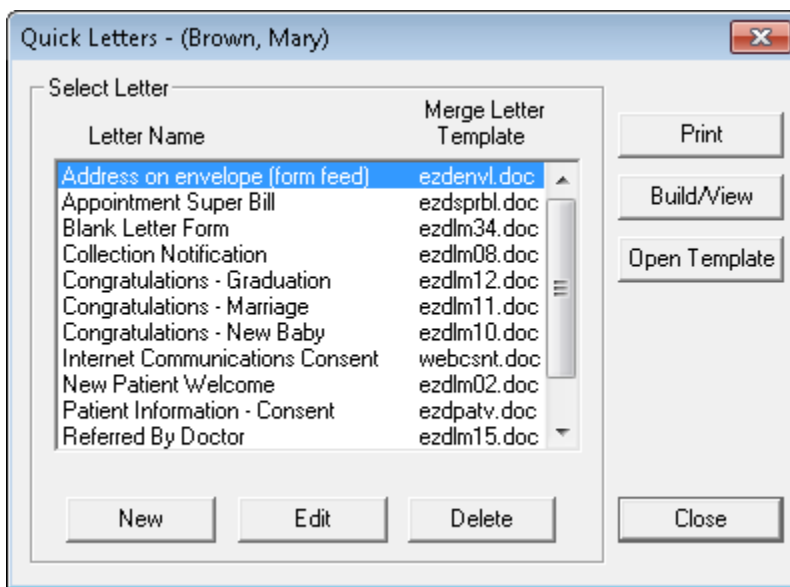 Quick Letters - (Brown, Mary)
Select Letter
Letter Name Merge Letter Template
Address on envelope (form feed) ezdenvl.doc
Appointment Super Bill ezdsprbl.doc
Blank Letter Form ezdlm34.doc
Collection Notification ezdlm08.doc
Congratulations - Graduation ezdlm12.doc
Congratulations - Marriage ezdlm11.doc
Congratulations - New Baby ezdlm10.doc
Internet Communications Consent webcsnt.doc
New Patient Welcome ezdlm02.doc
Patient Information - Consent ezdpatv.doc
Referred By Doctor ezdlm15.doc
New Edit Delete
Print
Build/View
Open Template
Close